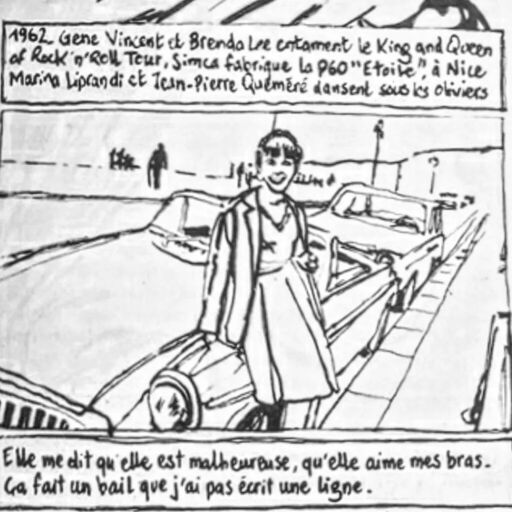 1962 Gene Vincent et Brenda Lee entament le King and Queen
of Rock'n'Roll Tour, Simca fabrique la P60 "Etoile", à Nice
Marina Liprandi et Jean-Pierre Quéméré dansent sous les oliviers
Elle me dit qu'elle est malheureuse, qu'elle aime mes bras.
Ça fait un bail que j'ai pas écrit une ligne.